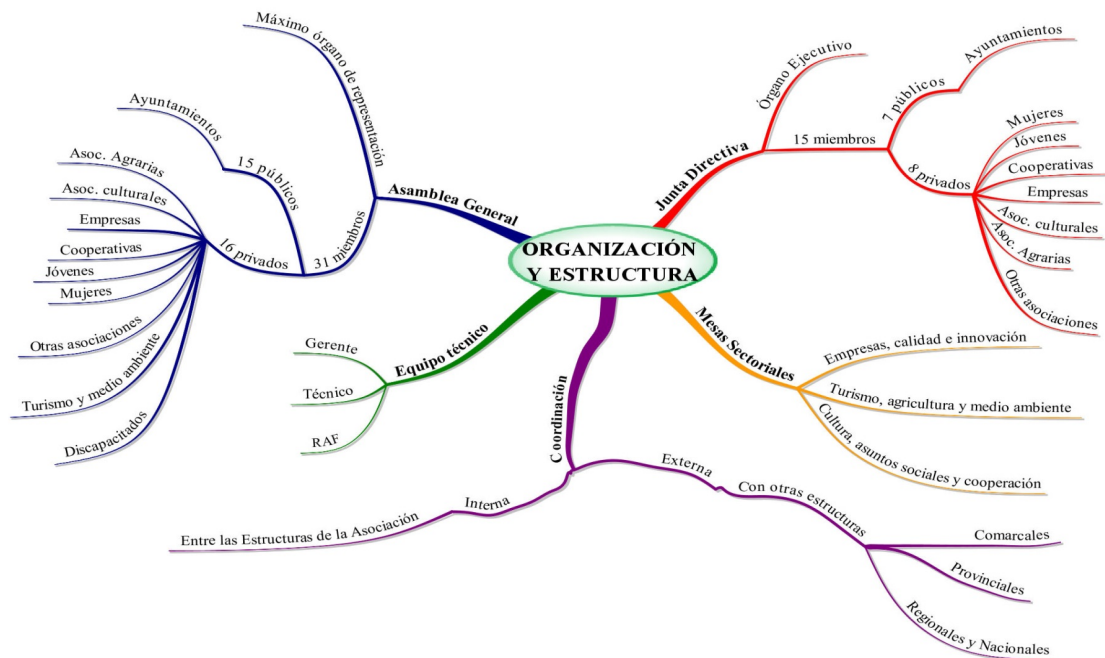 ORGANIZACIÓN
Y ESTRUCTURA
Asamblea General
Máximo órgano de representación
31 miembros
15 públicos
Ayuntamientos
16 privados
Asoc. Agrarias
Asoc. culturales
Empresas
Cooperativas
Jóvenes
Mujeres
Otras asociaciones
Turismo y medio ambiente
Discapacitados
Junta Directiva
Órgano Ejecutivo
15 miembros
7 públicos
Ayuntamientos
8 privados
Mujeres
Jóvenes
Cooperativas
Empresas
Asoc. culturales
Asoc. Agrarias
Otras asociaciones
Equipo técnico
Gerente
Técnico
RAF
Mesas Sectoriales
Empresas, calidad e innovación
Turismo, agricultura y medio ambiente
Cultura, asuntos sociales y cooperación
Coordinación
Interna
Entre las Estructuras de la Asociación
Externa
Con otras estructuras
Comarcales
Provinciales
Regionales y Nacionales